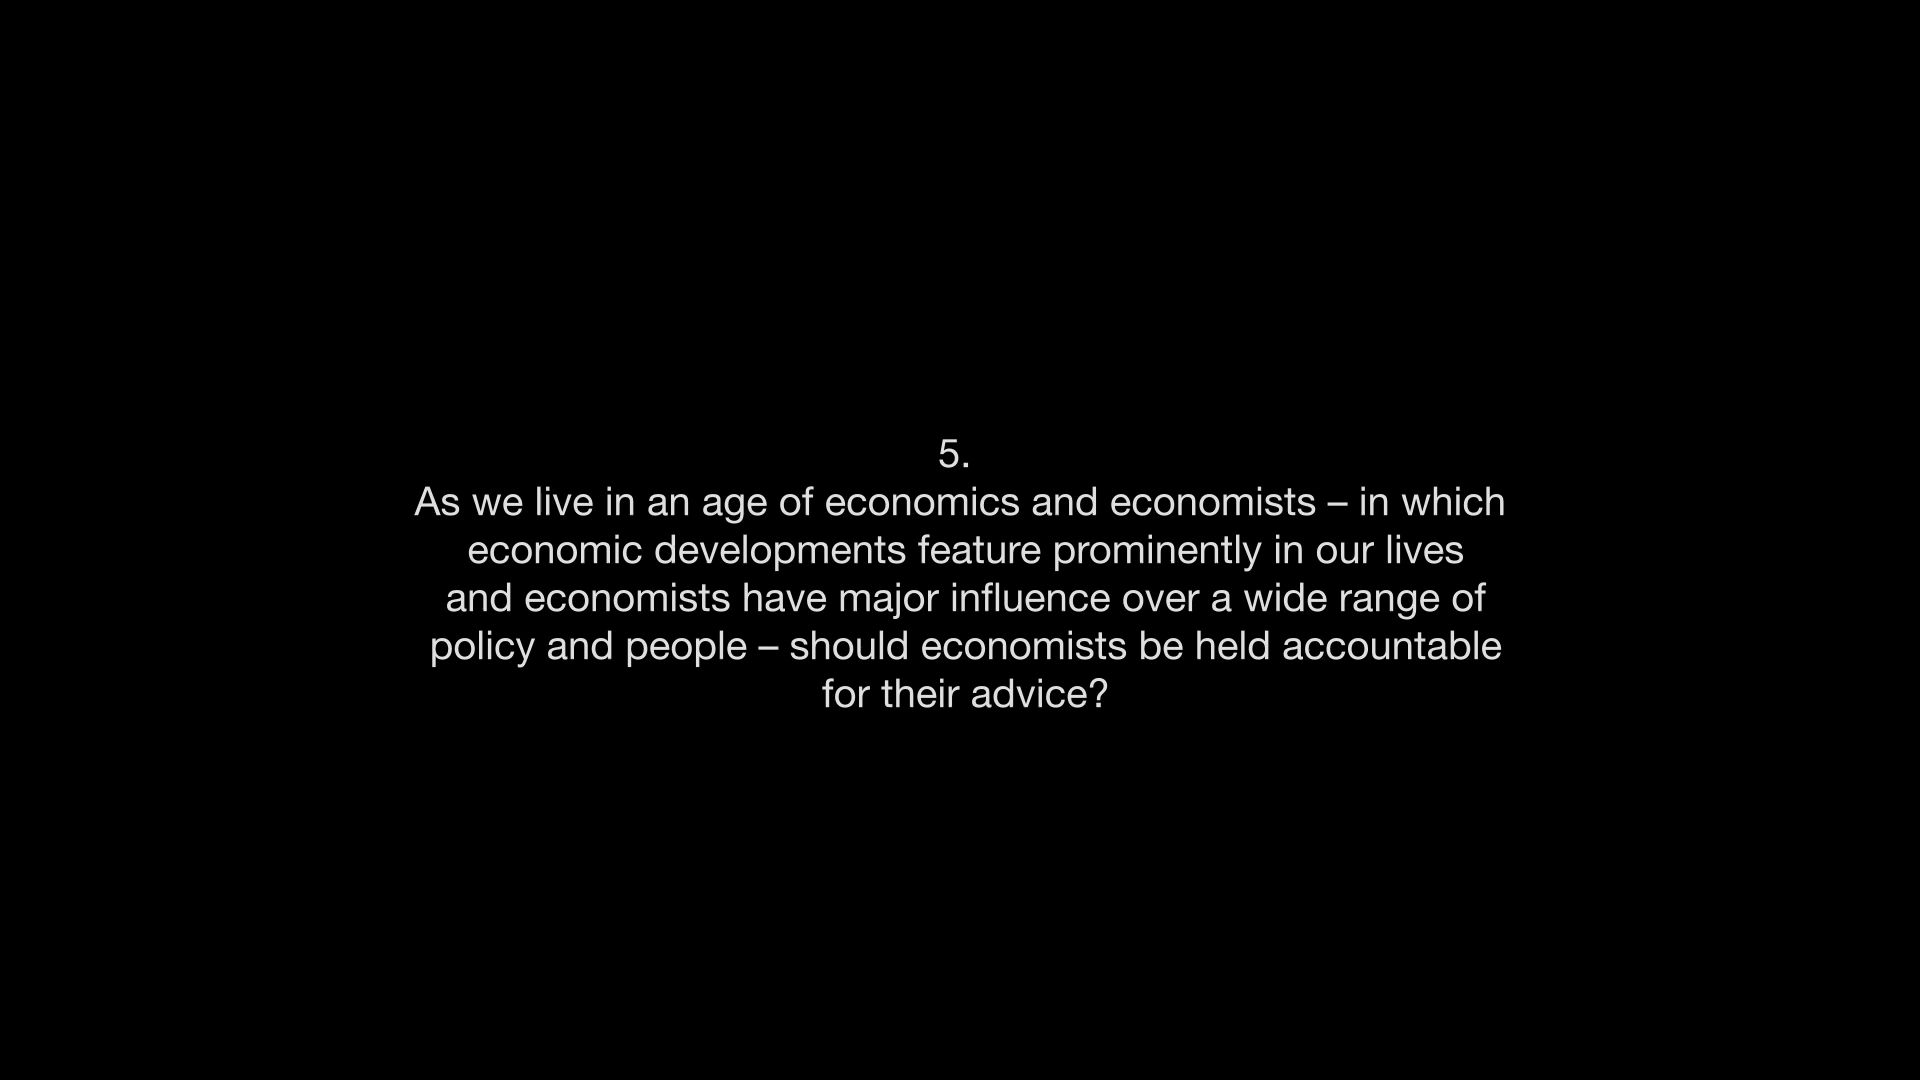 5.
As we live in an age of economics and economists – in which
economic developments feature prominently in our lives
and economists have major influence over a wide range of
policy and people – should economists be held accountable
for their advice?